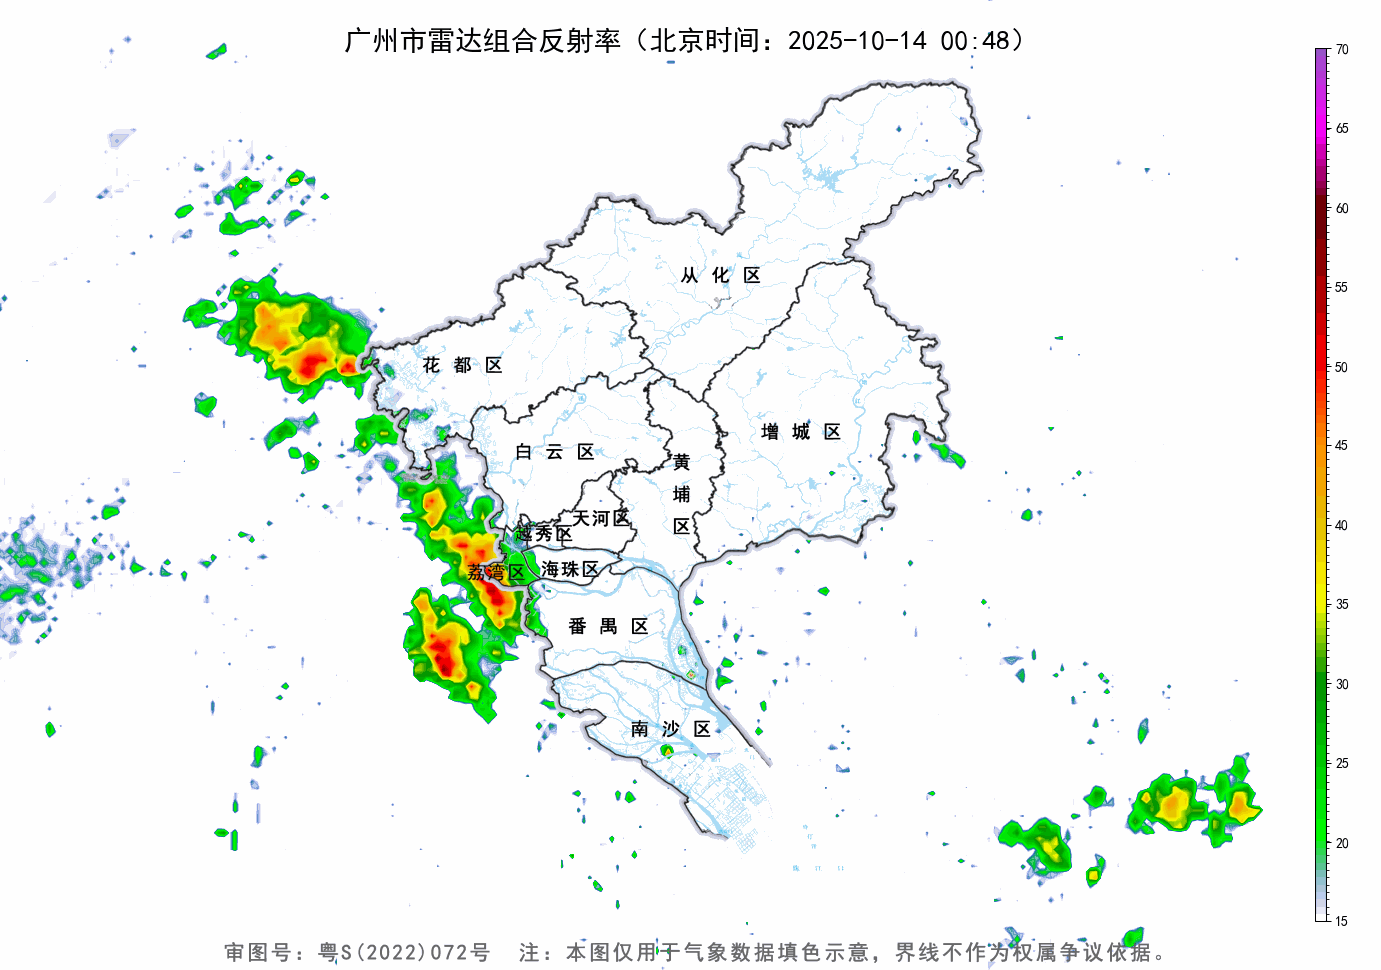 广州市雷达组合反射率（北京时间：2025-10-14 00:48）
70
65
60
55
50
45
40
35
30
25
20
15
从化区
花都区
增城区
白云区
黄埔区
天河区
越秀区
荔湾区
海珠区
番禺区
南沙区
审图号：粤S(2022)072号 注：本图仅用于气象数据填色示意，界线不作为权属争议依据。